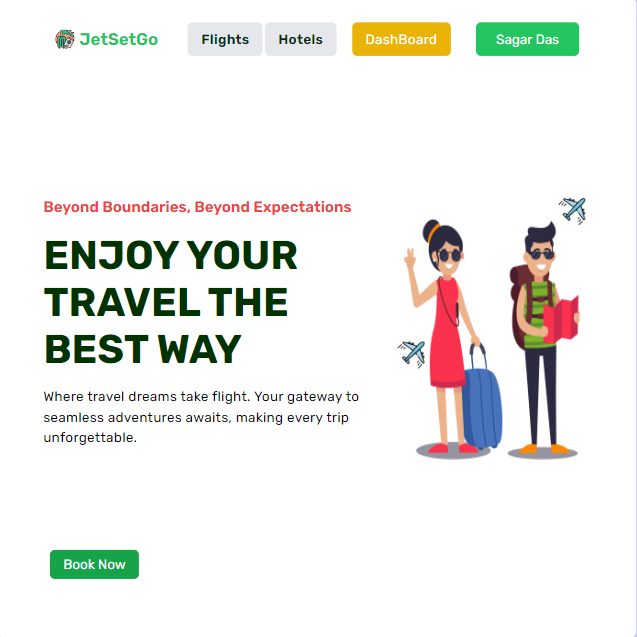 JetSetGo
Flights
Hotels
DashBoard
Sagar Das
Beyond Boundaries, Beyond Expectations
ENJOY YOUR
TRAVEL THE
BEST WAY
Where travel dreams take flight. Your gateway to
seamless adventures awaits, making every trip
unforgettable.
Book Now